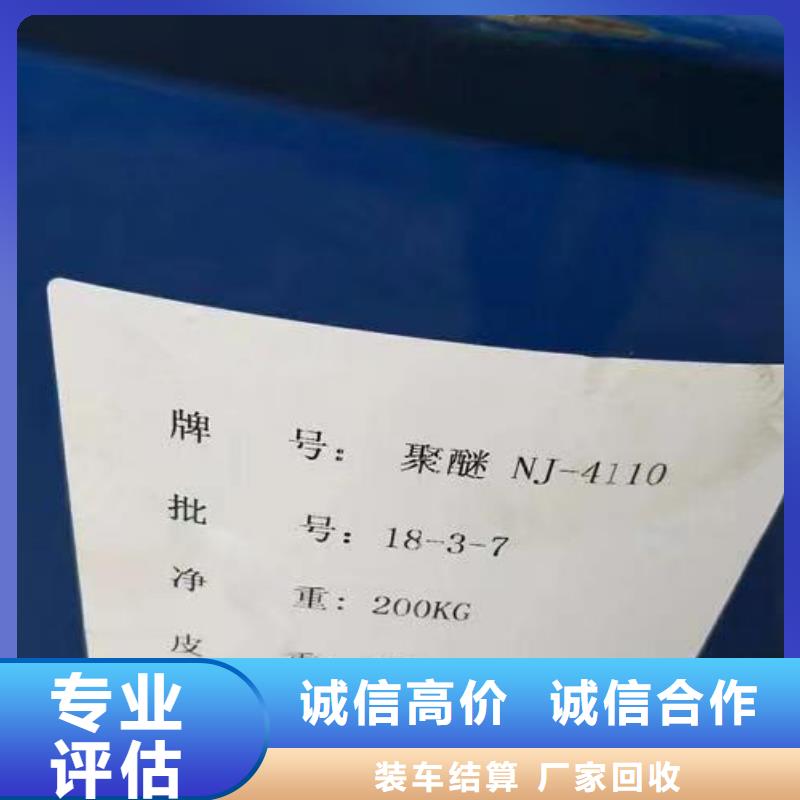 牌 号: 聚醚 NJ-4110
批 号: 18-3-7
净 重: 200KG
皮
专业
评估
诚信高价 诚信合作
装车结算 厂家回收